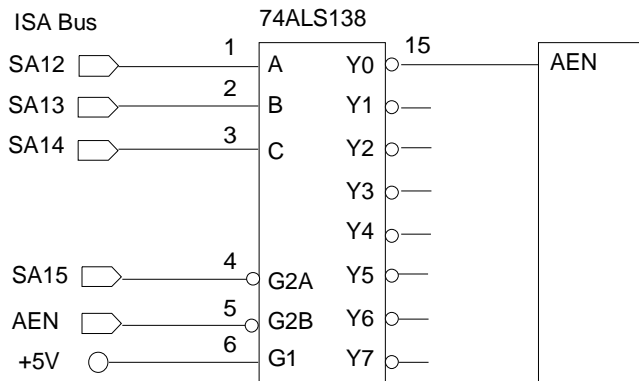 ISA Bus 74ALS138
SA12 1 A Y0 15 AEN
SA13 2 B Y1
SA14 3 C Y2
Y3
Y4
SA15 4 G2A Y5
AEN 5 G2B Y6
+5V 6 G1 Y7